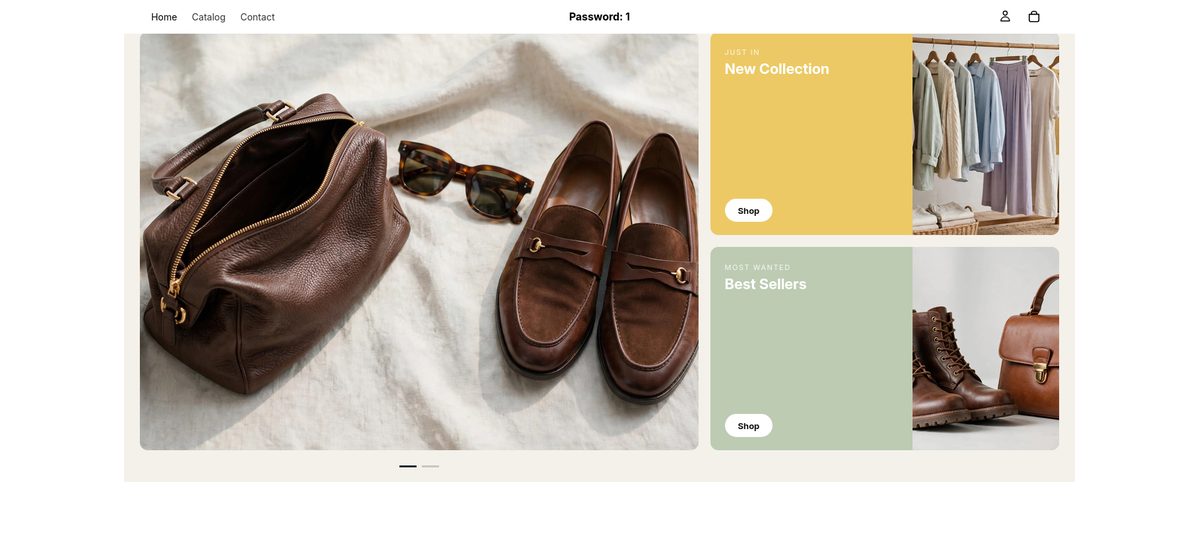 Home Catalog Contact
Password: 1
JUST IN
New Collection
Shop
MOST WANTED
Best Sellers
Shop